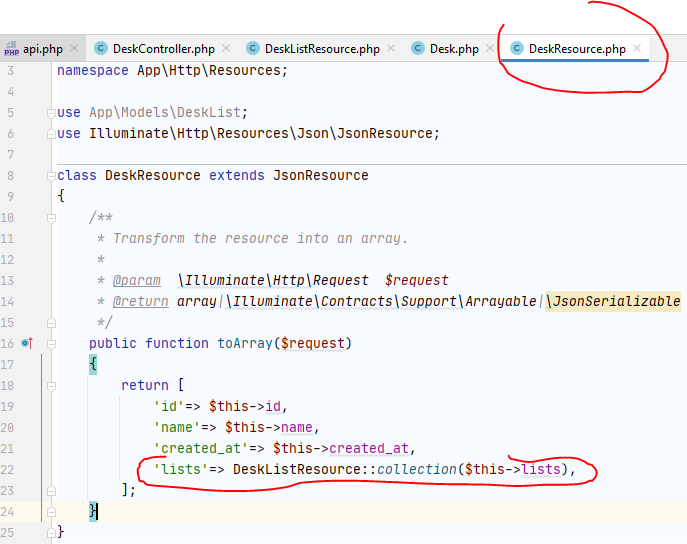 api.php DeskController.php DeskListResource.php Desk.php DeskResource.php
3 namespace App\Http\Resources;
4
5 use App\Models\DeskList;
6 use Illuminate\Http\Resources\Json\JsonResource;
7
8 class DeskResource extends JsonResource
9 {
10 /**
11 * Transform the resource into an array.
12 *
13 * @param  \Illuminate\Http\Request  $request
14 * @return array|\Illuminate\Contracts\Support\Arrayable|\JsonSerializable
15 */
16 public function toArray($request)
17 {
18 return [
19 'id'=> $this->id,
20 'name'=> $this->name,
21 'created_at'=> $this->created_at,
22 'lists'=> DeskListResource::collection($this->lists),
23 ];
24 }
25 }